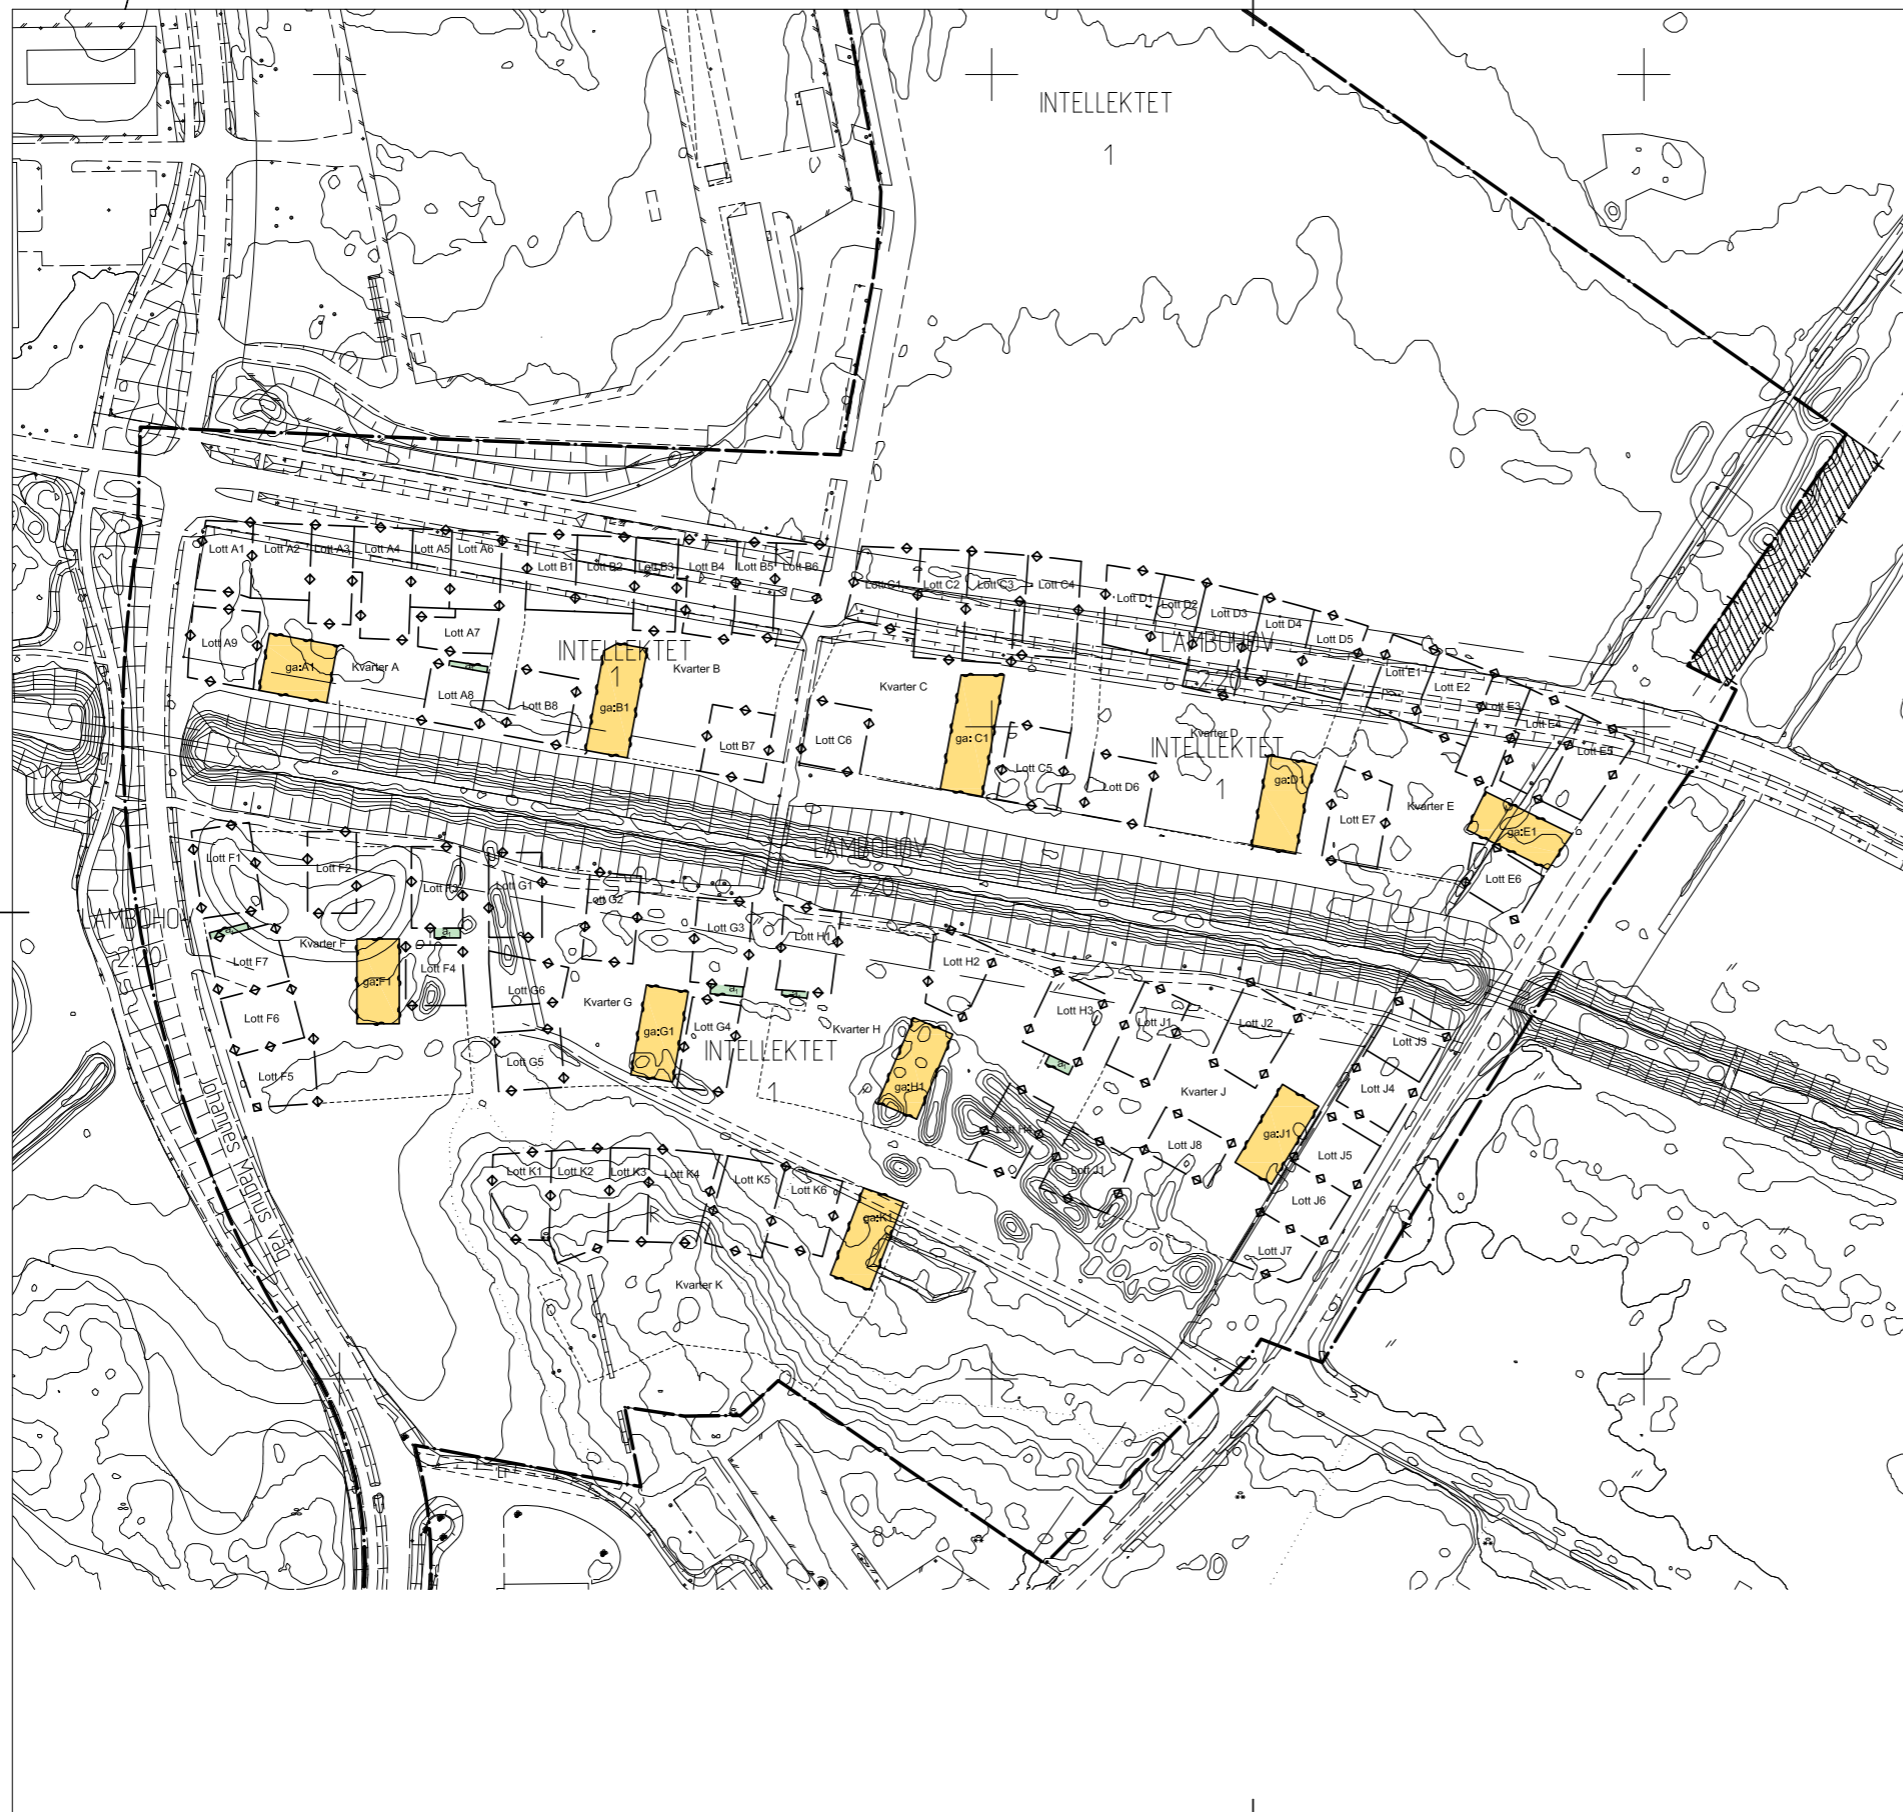 INTELLEKTET
1
Lott A1
Lott A2
Lott A3
Lott A4
Lott A5
Lott A6
Lott B1
Lott B2
Lott B3
Lott B4
Lott B5
Lott B6
Lott C2
Lott C3
Lott C4
Lott D1
Lott D2
Lott D3
Lott D4
Lott D5
Lott E1
Lott E2
Lott E3
Lott E4
Lott E5
Lott A9
ga:A1
Kvarter A
Lott A7
Lott A8
INTELLEKTET
1
Lott B8
ga:B1
Kvarter B
Lott B7
Kvarter C
Lott C6
ga: C1
Lott C5
LAMBOHOV
2:20
Kvarter D
INTELLEKTET
1
Lott D6
ga:D1
Lott E7
Kvarter E
ga:E1
Lott E6
LAMBOHOV
2:20
Lott F1
Lott F2
Lott G1
Lott G2
Lott G3
Lott H1
Lott H2
LAMBOHOV
2:20
Kvarter F
Lott F7
ga:F1
a₁
Lott F4
Lott F6
Lott F5
Lott G6
Kvarter G
ga:G1
a₁
Lott G4
Lott G5
INTELLEKTET
1
Kvarter H
ga:H1
Lott H3
a₁
Lott H4
Lott J1
Lott J2
Lott J3
Lott J4
Kvarter J
ga:J1
Lott J8
Lott J1
Lott J5
Lott J6
Lott J7
Johannes Magnus väg
Lott K1
Lott K2
Lott K3
Lott K4
Lott K5
Lott K6
ga:K1
Kvarter K